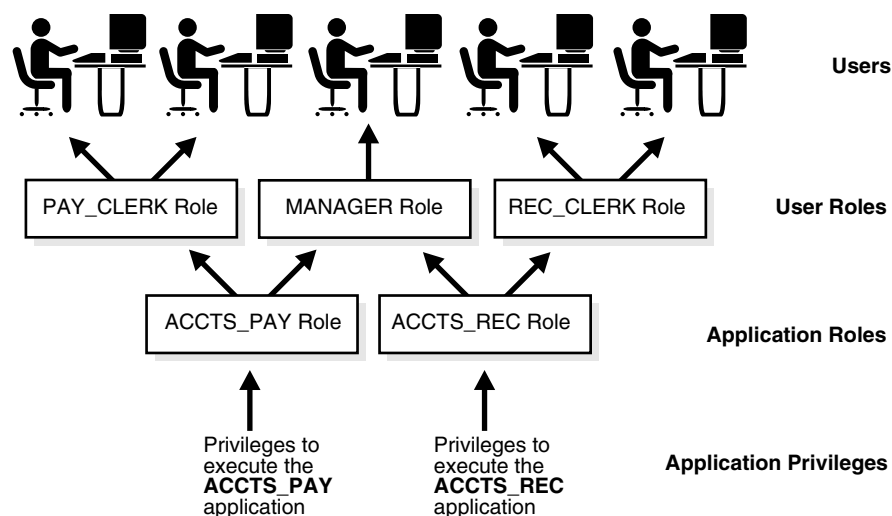 Users
PAY_CLERK Role
MANAGER Role
REC_CLERK Role
User Roles
ACCTS_PAY Role
ACCTS_REC Role
Application Roles
Privileges to
execute the
ACCTS_PAY
application
Privileges to
execute the
ACCTS_REC
application
Application Privileges